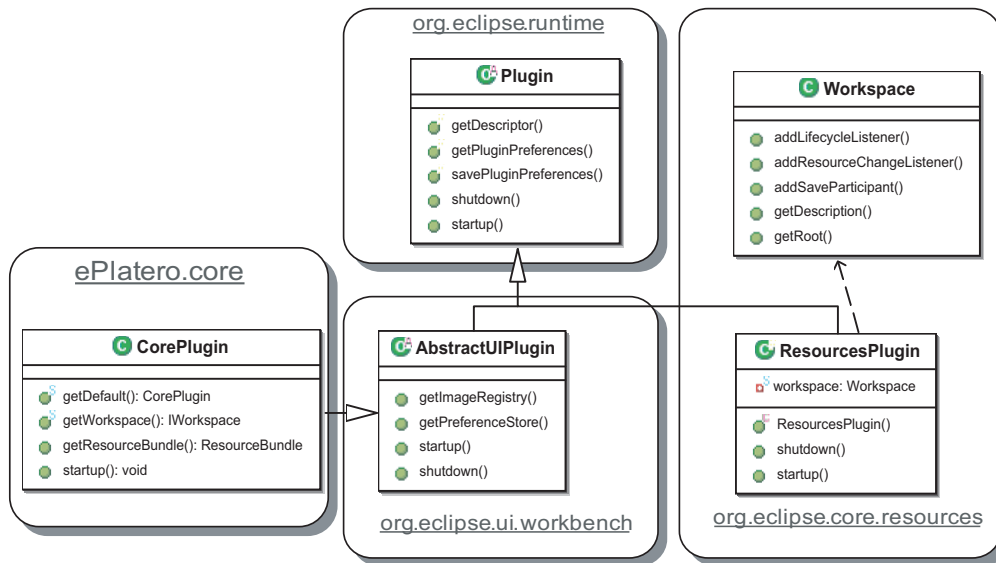 org.eclipse.runtime
Plugin
getDescriptor()
getPluginPreferences()
savePluginPreferences()
shutdown()
startup()
Workspace
addLifecycleListener()
addResourceChangeListener()
addSaveParticipant()
getDescription()
getRoot()
ePlatero.core
CorePlugin
getDefault(): CorePlugin
getWorkspace(): IWorkspace
getResourceBundle(): ResourceBundle
startup(): void
AbstractUIPlugin
getImageRegistry()
getPreferenceStore()
startup()
shutdown()
org.eclipse.ui.workbench
ResourcesPlugin
workspace: Workspace
ResourcesPlugin()
shutdown()
startup()
org.eclipse.core.resources